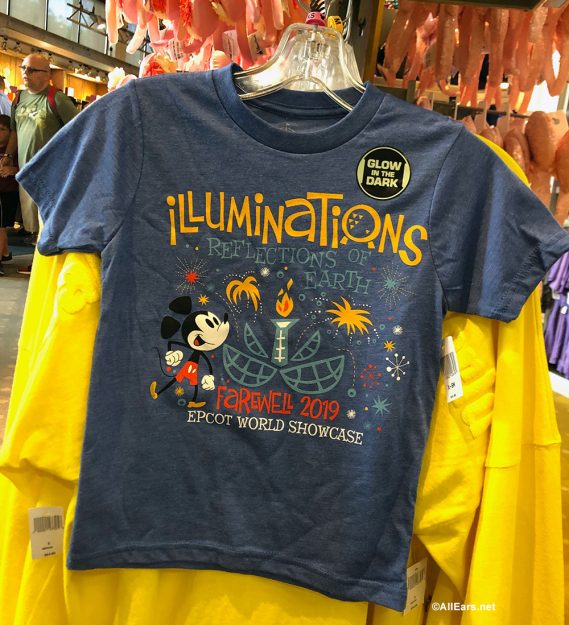 GLOW
IN THE
DARK
iLLUMiNATiONS
REFLECTIONS OF
EARTH
FAREWELL 2019
EPCOT WORLD SHOWCASE
©AllEars.net